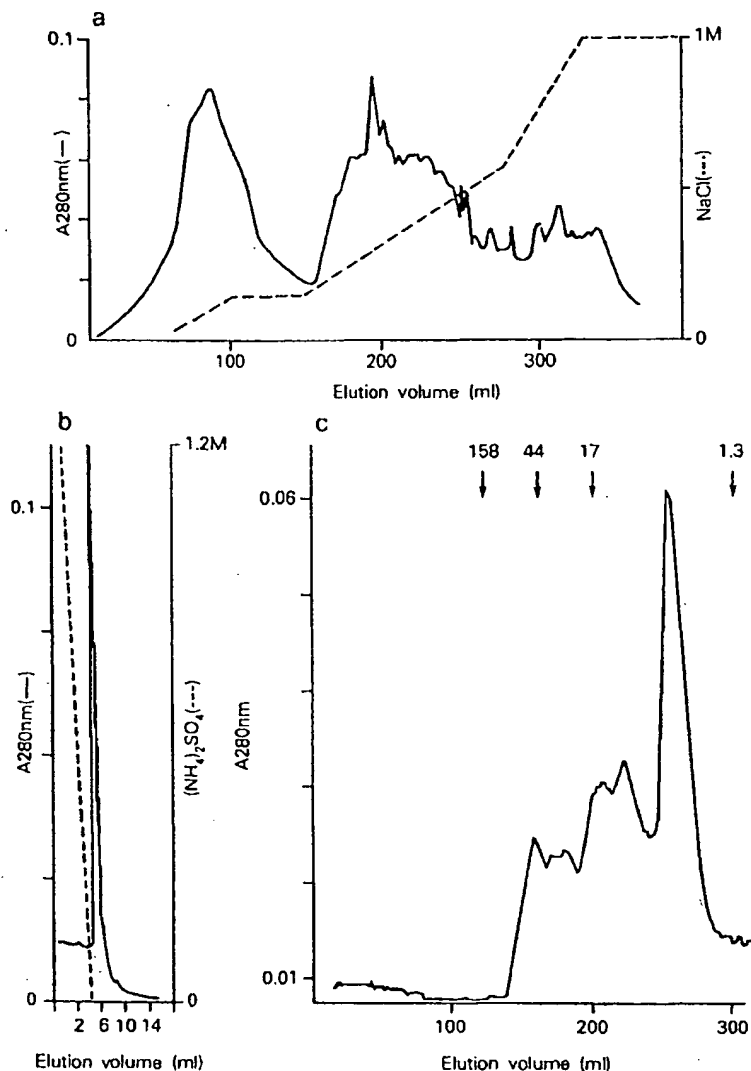 a
0.1
1M
A280nm(—)
NaCl(---)
0
0
100
200
300
Elution volume (ml)
b
c
1.2M
158
44
17
1.3
0.1
0.06
A280nm(—)
(NH4)2SO4(---)
A280nm
0
0
0.01
2
6
10
14
100
200
300
Elution volume (ml)
Elution volume (ml)